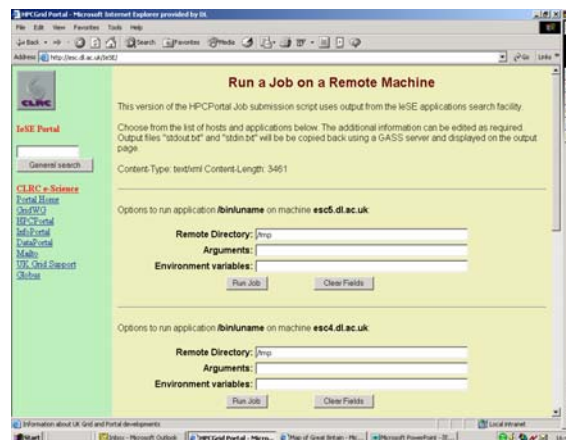 HPCGrid Portal - Microsoft Internet Explorer provided by DL
File Edit View Favorites Tools Help
Back Search Favorites Media
Address http://esc.dl.ac.uk/IeSE/ Go Links
CLRC
IeSE Portal
General search
CLRC e-Science
Portal Home
GridWG
HPCPortal
InfoPortal
DataPortal
Mailto
UK Grid Support
Globus
Run a Job on a Remote Machine
This version of the HPCPortal Job submission script uses output from the IeSE applications search facility.
Choose from the list of hosts and applications below. The additional information can be edited as required.
Output files "stdout.txt" and "stdin.txt" will be be copied back using a GASS server and displayed on the output
page.
Content-Type: text/xml Content-Length: 3461
Options to run application /bin/uname on machine esc5.dl.ac.uk:
Remote Directory: /tmp
Arguments:
Environment variables:
Run Job Clear Fields
Options to run application /bin/uname on machine esc4.dl.ac.uk:
Remote Directory: /tmp
Arguments:
Environment variables:
Run Job Clear Fields
Information about UK Grid and Portal developments Local intranet
Start Inbox - Microsoft Outlook HPCGrid Portal - Micro... Map of Great Britain - Mic... Microsoft PowerPoint - [...